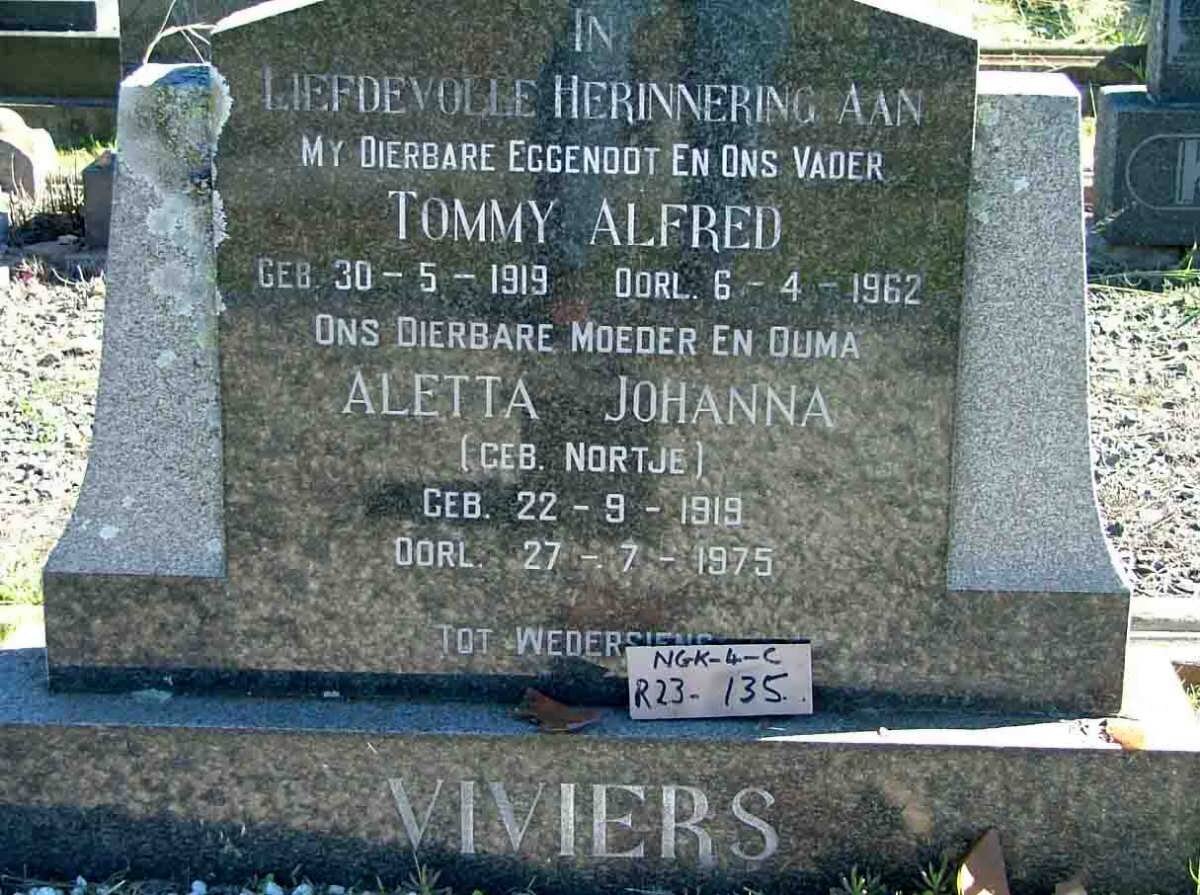 IN
LIEFDEVOLLE HERINNERING AAN
MY DIERBARE EGGENOOT EN ONS VADER
TOMMY ALFRED
GEB. 30 - 5 - 1919 OORL. 6 - 4 - 1962
ONS DIERBARE MOEDER EN OUMA
ALETTA JOHANNA
(GEB. NORTJE)
GEB. 22 - 9 - 1919
OORL. 27 - 7 - 1975
TOT WEDERSIENS
NGK-4-C
R23- 135.
VIVIERS